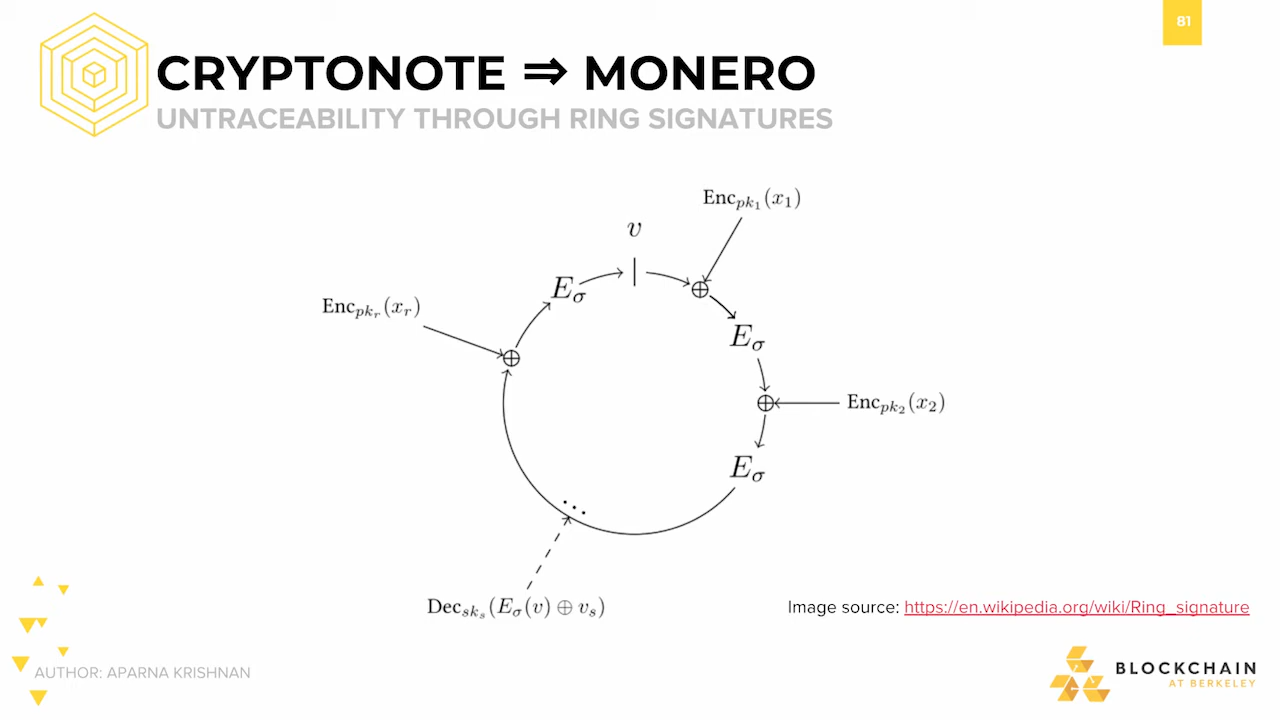 81
CRYPTONOTE ⇒ MONERO
UNTRACEABILITY THROUGH RING SIGNATURES
Enc_{pk_1}(x_1)
v
E_σ
Enc_{pk_r}(x_r)
E_σ
Enc_{pk_2}(x_2)
E_σ
...
Dec_{sk_s}(E_σ(v) ⊕ v_s)
Image source: https://en.wikipedia.org/wiki/Ring_signature
AUTHOR: APARNA KRISHNAN
BLOCKCHAIN
AT BERKELEY